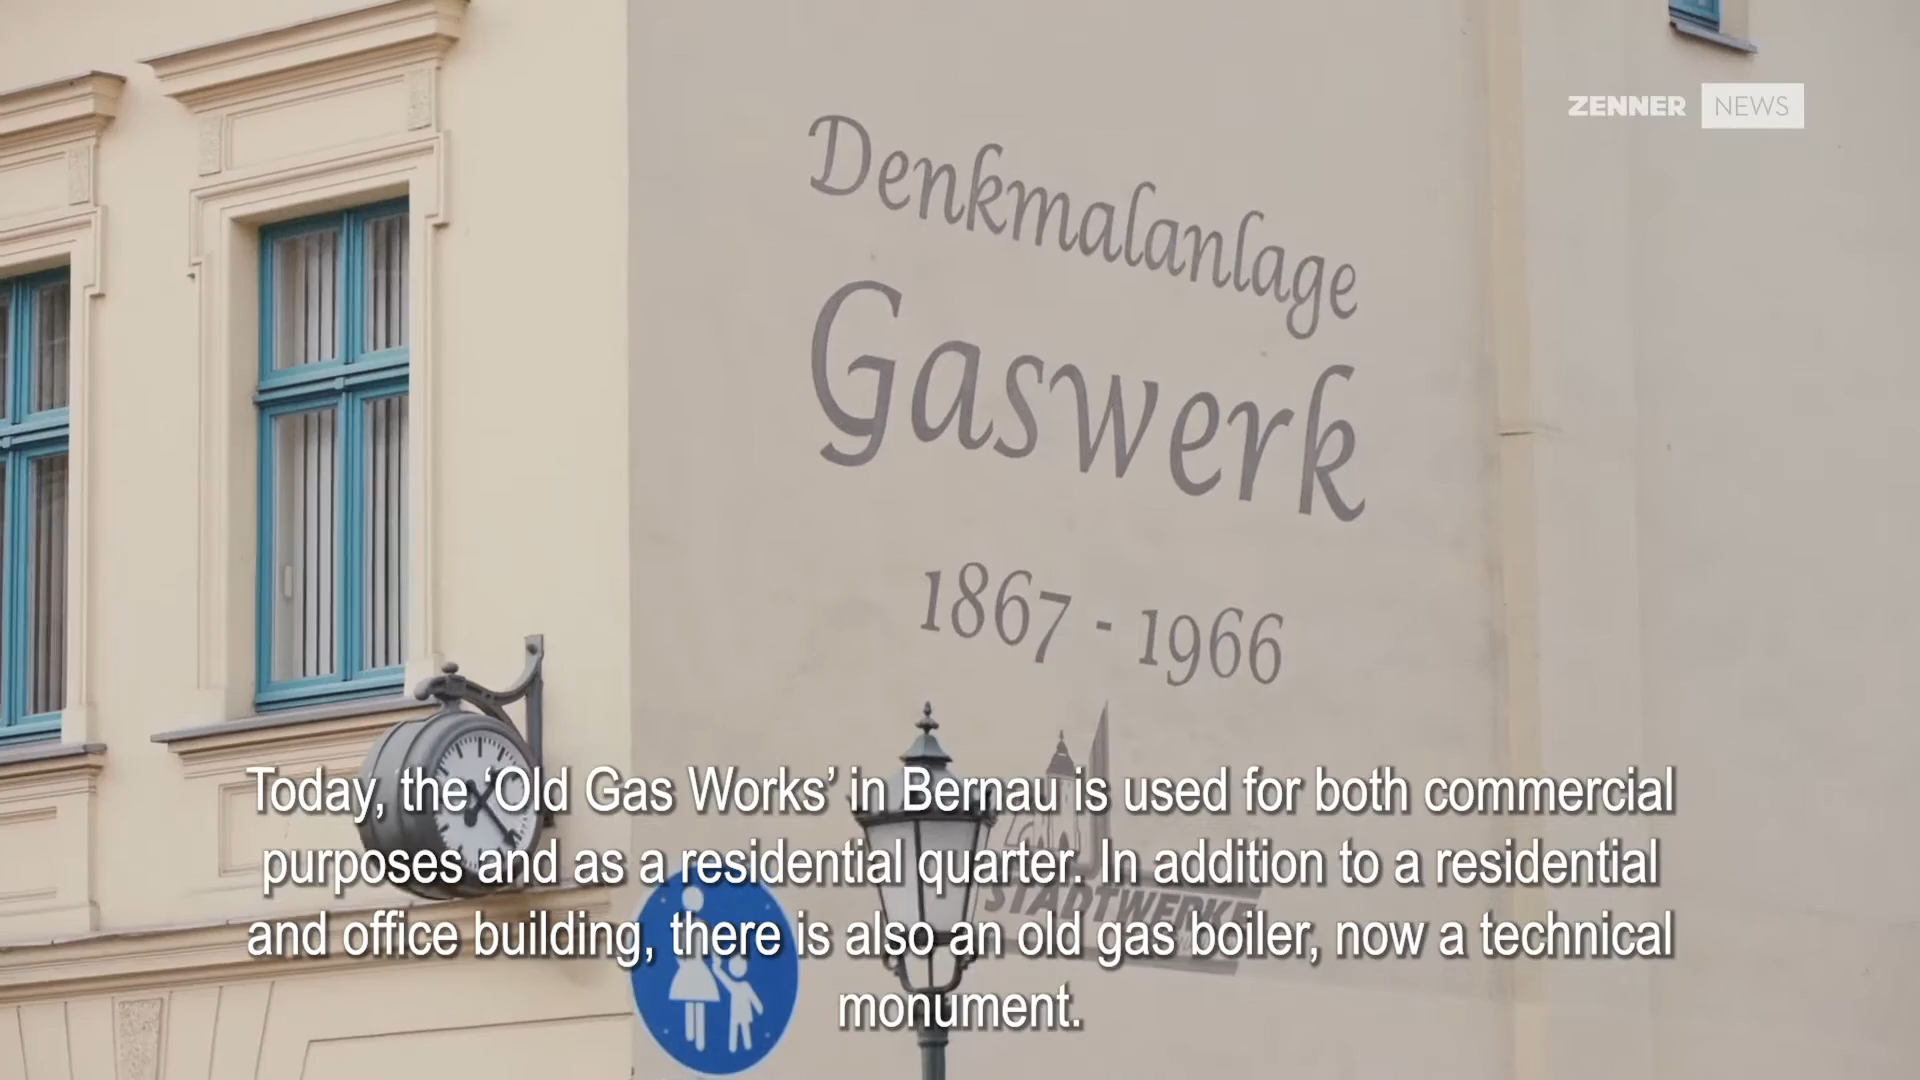 ZENNER NEWS
Denkmalanlage
Gaswerk
1867 - 1966
STADTWERKE
Today, the ‘Old Gas Works’ in Bernau is used for both commercial
purposes and as a residential quarter. In addition to a residential
and office building, there is also an old gas boiler, now a technical
monument.